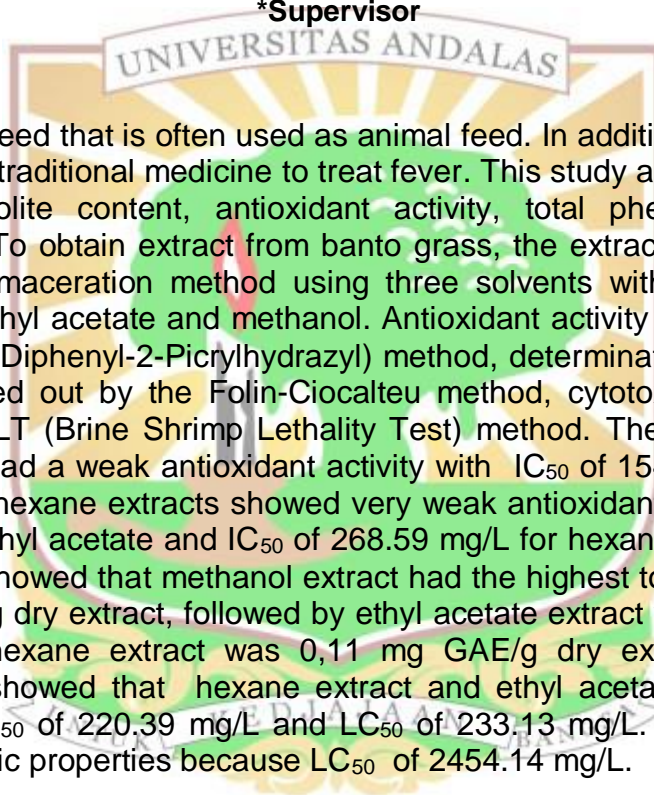 *Supervisor
UNIVERSITAS ANDALAS
eed that is often used as animal feed. In additi
traditional medicine to treat fever. This study a
olite content, antioxidant activity, total phe
To obtain extract from banto grass, the extrac
maceration method using three solvents with
hyl acetate and methanol. Antioxidant activity
Diphenyl-2-Picrylhydrazyl) method, determinat
ed out by the Folin-Ciocalteu method, cytoto
LT (Brine Shrimp Lethality Test) method. The
ad a weak antioxidant activity with IC50 of 15
hexane extracts showed very weak antioxidan
hyl acetate and IC50 of 268.59 mg/L for hexan
howed that methanol extract had the highest to
g dry extract, followed by ethyl acetate extract
hexane extract was 0,11 mg GAE/g dry ex
showed that hexane extract and ethyl aceta
50 of 220.39 mg/L and LC50 of 233.13 mg/L.
ic properties because LC50 of 2454.14 mg/L.
KEDJAJAAN